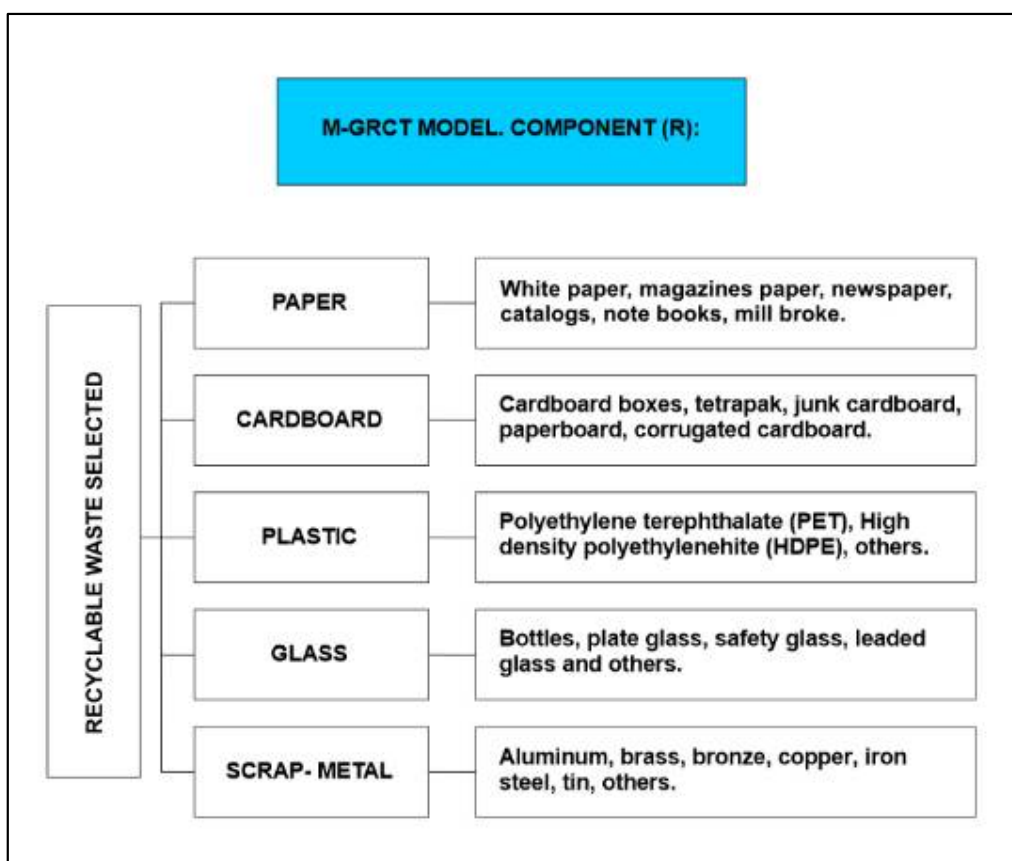 M-GRCT MODEL. COMPONENT (R):
RECYCLABLE WASTE SELECTED
PAPER
White paper, magazines paper, newspaper,
catalogs, note books, mill broke.
CARDBOARD
Cardboard boxes, tetrapak, junk cardboard,
paperboard, corrugated cardboard.
PLASTIC
Polyethylene terephthalate (PET), High
density polyethylenehite (HDPE), others.
GLASS
Bottles, plate glass, safety glass, leaded
glass and others.
SCRAP- METAL
Aluminum, brass, bronze, copper, iron
steel, tin, others.